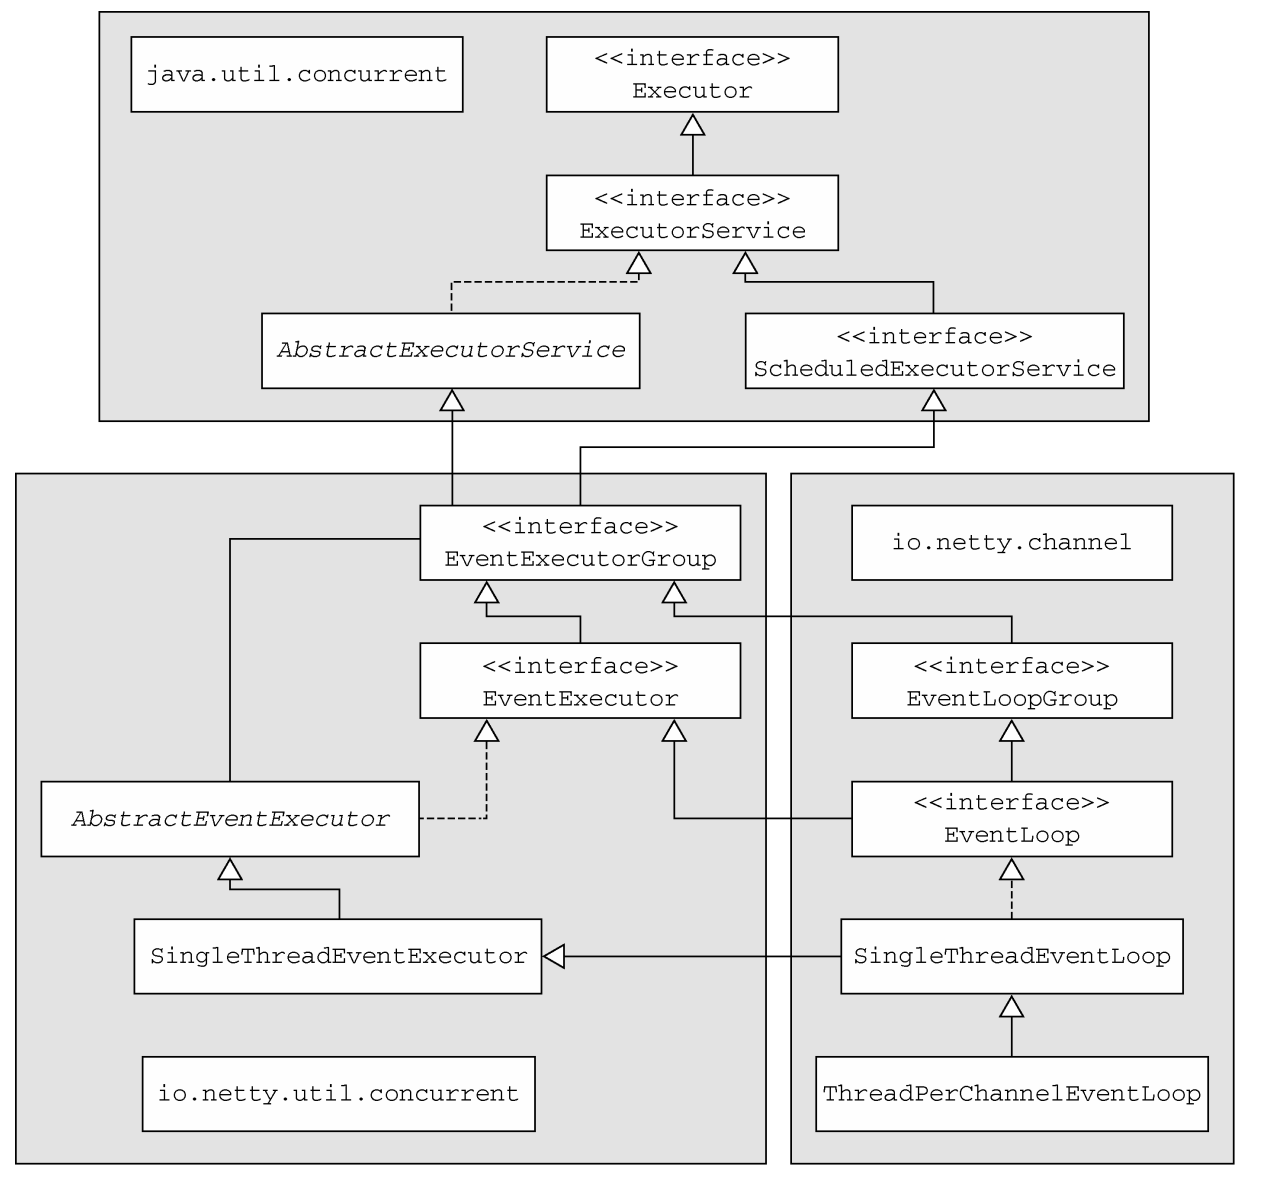 java.util.concurrent
<<interface>>
Executor
<<interface>>
ExecutorService
AbstractExecutorService
<<interface>>
ScheduledExecutorService
<<interface>>
EventExecutorGroup
io.netty.channel
<<interface>>
EventExecutor
<<interface>>
EventLoopGroup
AbstractEventExecutor
<<interface>>
EventLoop
SingleThreadEventExecutor
SingleThreadEventLoop
io.netty.util.concurrent
ThreadPerChannelEventLoop